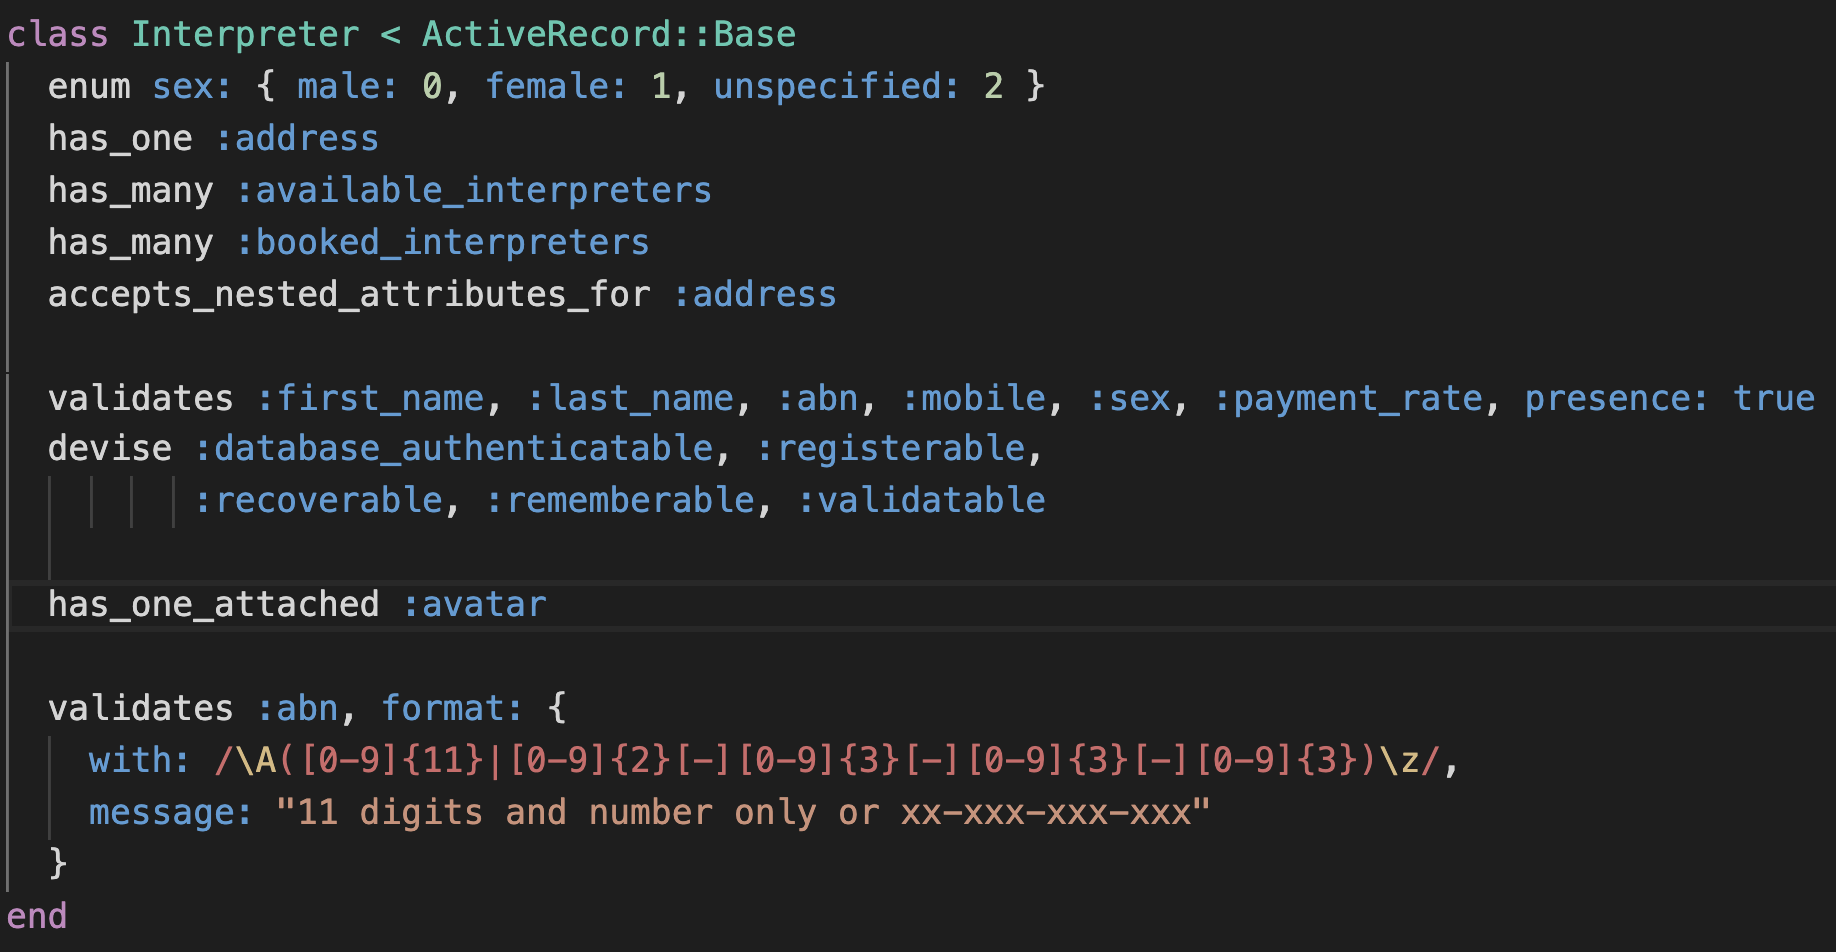 class Interpreter < ActiveRecord::Base
  enum sex: { male: 0, female: 1, unspecified: 2 }
  has_one :address
  has_many :available_interpreters
  has_many :booked_interpreters
  accepts_nested_attributes_for :address

  validates :first_name, :last_name, :abn, :mobile, :sex, :payment_rate, presence: true
  devise :database_authenticatable, :registerable,
         :recoverable, :rememberable, :validatable

  has_one_attached :avatar

  validates :abn, format: {
    with: /\A([0-9]{11}|[0-9]{2}[-][0-9]{3}[-][0-9]{3}[-][0-9]{3})\z/,
    message: "11 digits and number only or xx-xxx-xxx-xxx"
  }
end